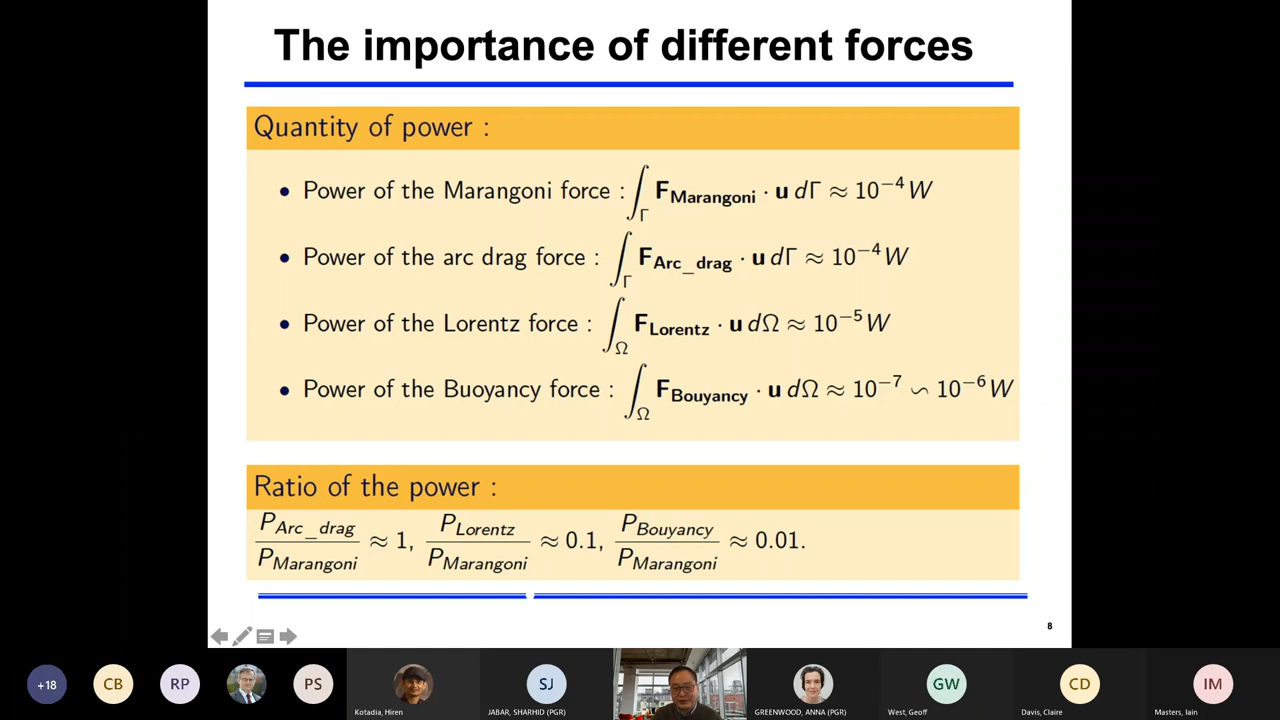 The importance of different forces
Quantity of power :
• Power of the Marangoni force : ∫_Γ F_Marangoni · u dΓ ≈ 10^−4 W
• Power of the arc drag force : ∫_Γ F_Arc_drag · u dΓ ≈ 10^−4 W
• Power of the Lorentz force : ∫_Ω F_Lorentz · u dΩ ≈ 10^−5 W
• Power of the Buoyancy force : ∫_Ω F_Bouyancy · u dΩ ≈ 10^−7 ∽ 10^−6 W
Ratio of the power :
P_Arc_drag / P_Marangoni ≈ 1, P_Lorentz / P_Marangoni ≈ 0.1, P_Bouyancy / P_Marangoni ≈ 0.01.
8
+18 CB RP PS SJ GW CD IM
Kotadia, Hiren JABAR, SHARHID (PGR) GREENWOOD, ANNA (PGR) West, Geoff Davis, Claire Masters, Iain